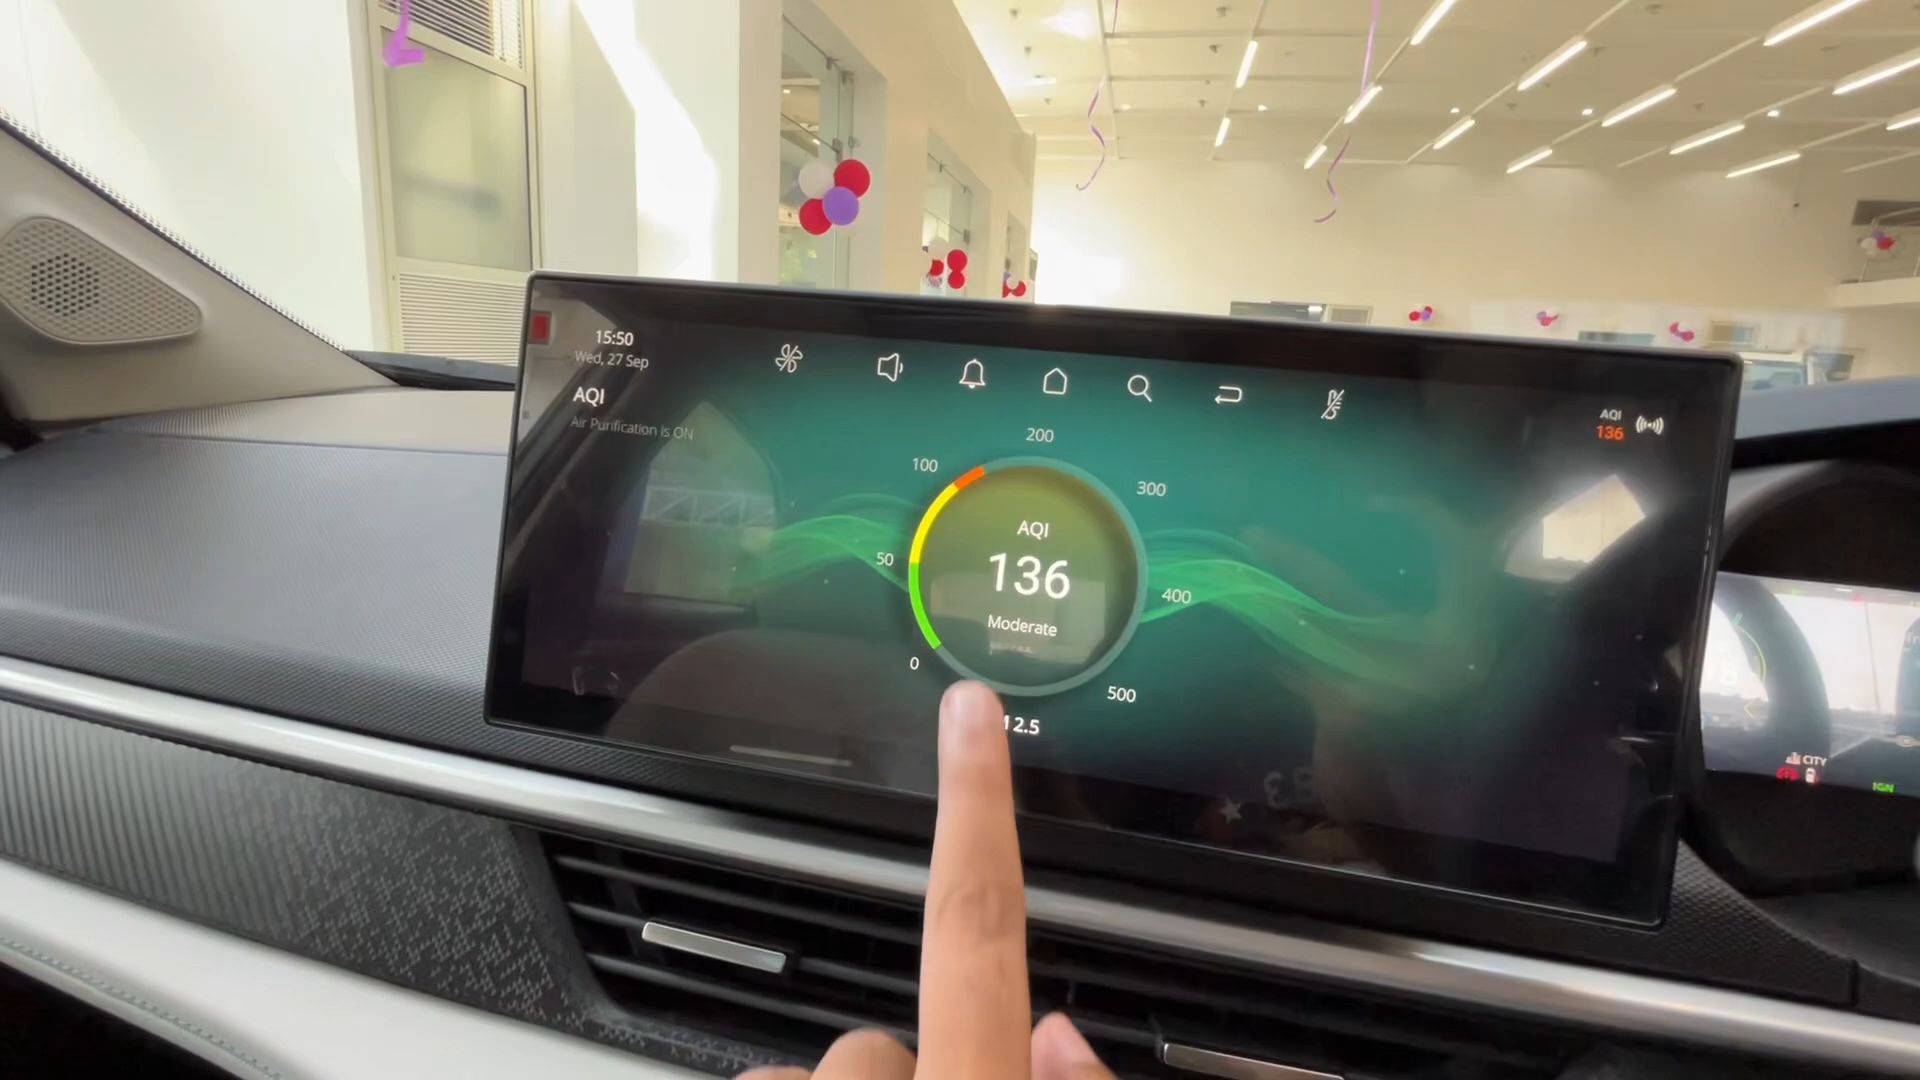 15:50
Wed, 27 Sep
AQI
Air Purification is ON
AQI
136
200
100
300
50
400
0
500
AQI
136
Moderate
2.5
CITY
IGN